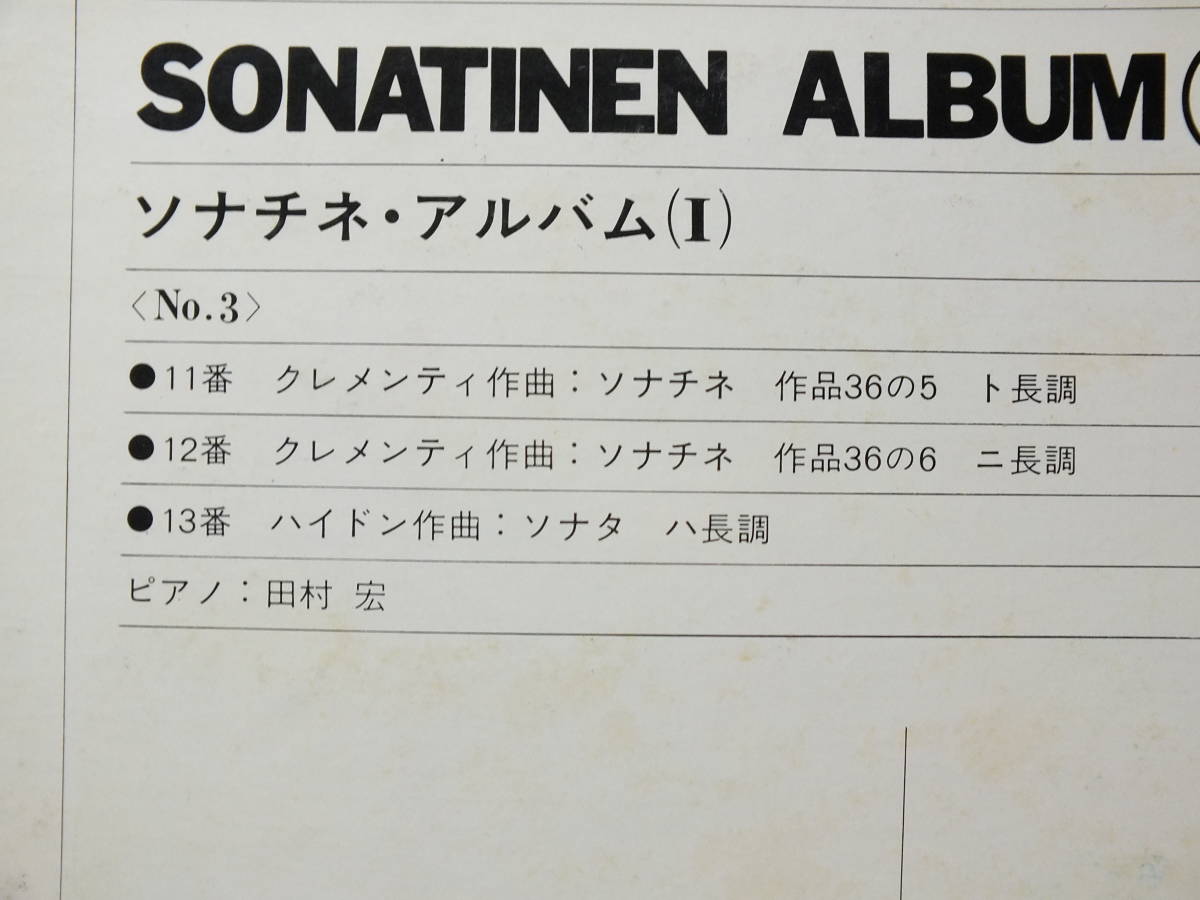 SONATINEN ALBUM
ソナチネ・アルバム(I)
〈No.3〉
●11番 クレメンティ作曲：ソナチネ 作品36の5 ト長調
●12番 クレメンティ作曲：ソナチネ 作品36の6 ニ長調
●13番 ハイドン作曲：ソナタ ハ長調
ピアノ：田村 宏